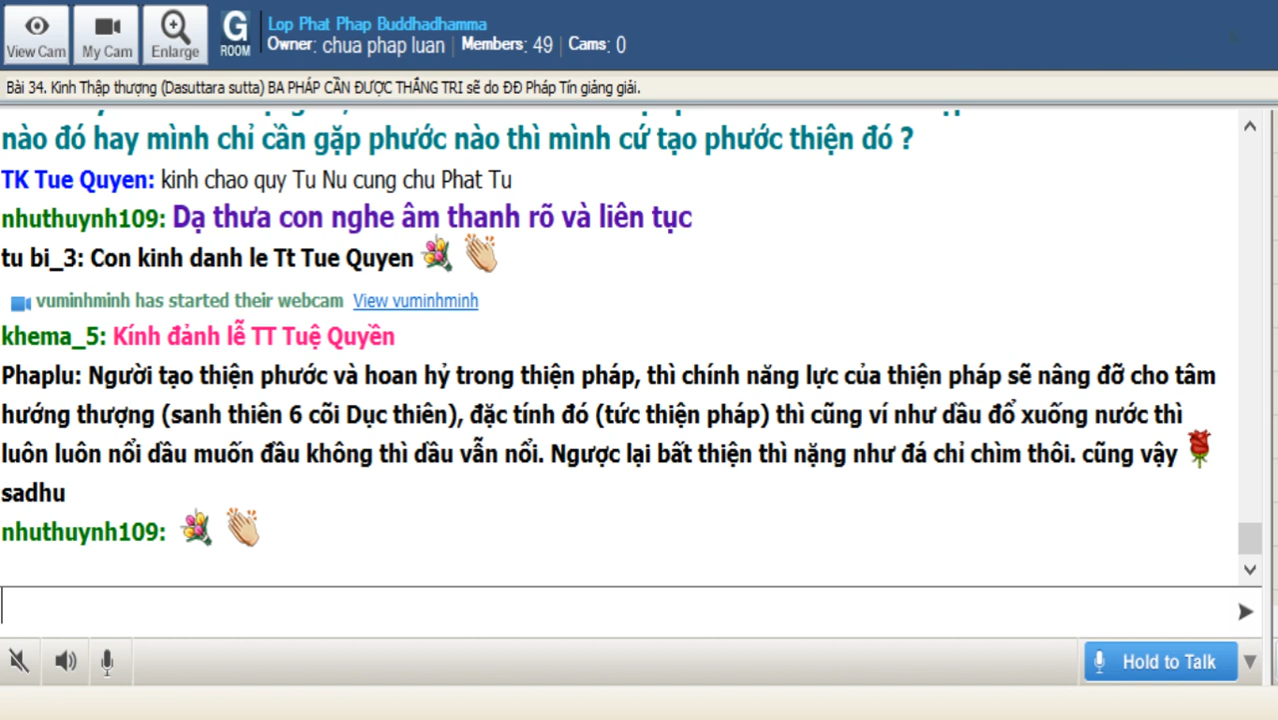 View Cam
My Cam
Enlarge
G
ROOM
Lop Phat Phap Buddhadhamma
Owner: chua phap luan | Members: 49 | Cams: 0
Bài 34. Kinh Thập thượng (Dasuttara sutta) BA PHÁP CẦN ĐƯỢC THẮNG TRI sẽ do ĐĐ Pháp Tín giảng giải.
nào đó hay mình chỉ cần gặp phước nào thì mình cứ tạo phước thiện đó ?
TK Tue Quyen: kinh chao quy Tu Nu cung chu Phat Tu
nhuthuynh109: Dạ thưa con nghe âm thanh rõ và liên tục
tu bi_3: Con kinh danh le Tt Tue Quyen
vuminhminh has started their webcam View vuminhminh
khema_5: Kính đảnh lễ TT Tuệ Quyền
Phaplu: Người tạo thiện phước và hoan hỷ trong thiện pháp, thì chính năng lực của thiện pháp sẽ nâng đỡ cho tâm
hướng thượng (sanh thiên 6 cõi Dục thiên), đặc tính đó (tức thiện pháp) thì cũng ví như dầu đổ xuống nước thì
luôn luôn nổi dầu muốn đầu không thì dầu vẫn nổi. Ngược lại bất thiện thì nặng như đá chỉ chìm thôi. cũng vậy
sadhu
nhuthuynh109:
Hold to Talk